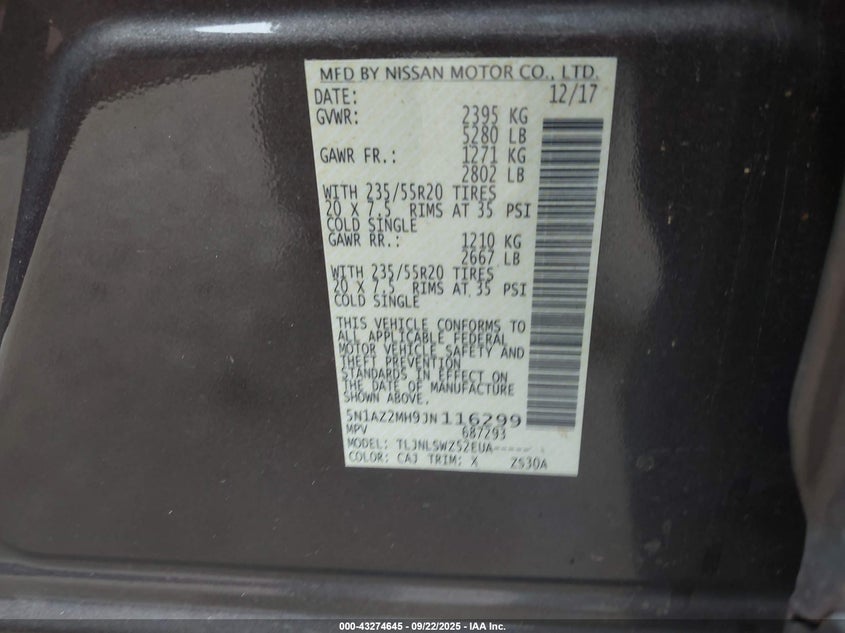 MFD BY NISSAN MOTOR CO., LTD.
DATE: 12/17
GVWR: 2395 KG
5280 LB
GAWR FR.: 1271 KG
2802 LB
WITH 235/55R20 TIRES
20 X 7.5 RIMS AT 35 PSI
COLD SINGLE
GAWR RR.: 1210 KG
2667 LB
WITH 235/55R20 TIRES
20 X 7.5 RIMS AT 35 PSI
COLD SINGLE
THIS VEHICLE CONFORMS TO
ALL APPLICABLE FEDERAL
MOTOR VEHICLE SAFETY AND
THEFT PREVENTION
STANDARDS IN EFFECT ON
THE DATE OF MANUFACTURE
SHOWN ABOVE.
5N1AZ2MH9JN116299
MPV 687293
MODEL: TLJNLSWZ52EUA-----
COLOR: CAJ TRIM: X ZS30A
000-43274645 - 09/22/2025 - IAA Inc.